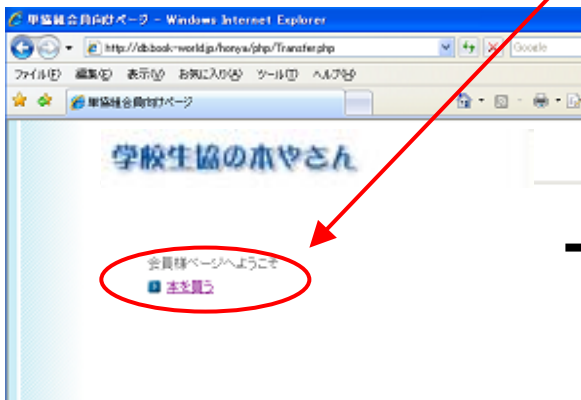 単協組合員向けページ - Windows Internet Explorer
http://db.book-world.jp/honya/php/Transfer.php
Google
ファイル(F) 編集(E) 表示(V) お気に入り(A) ツール(T) ヘルプ(H)
単協組合員向けページ
学校生協の本やさん
会員様ページへようこそ
本を買う